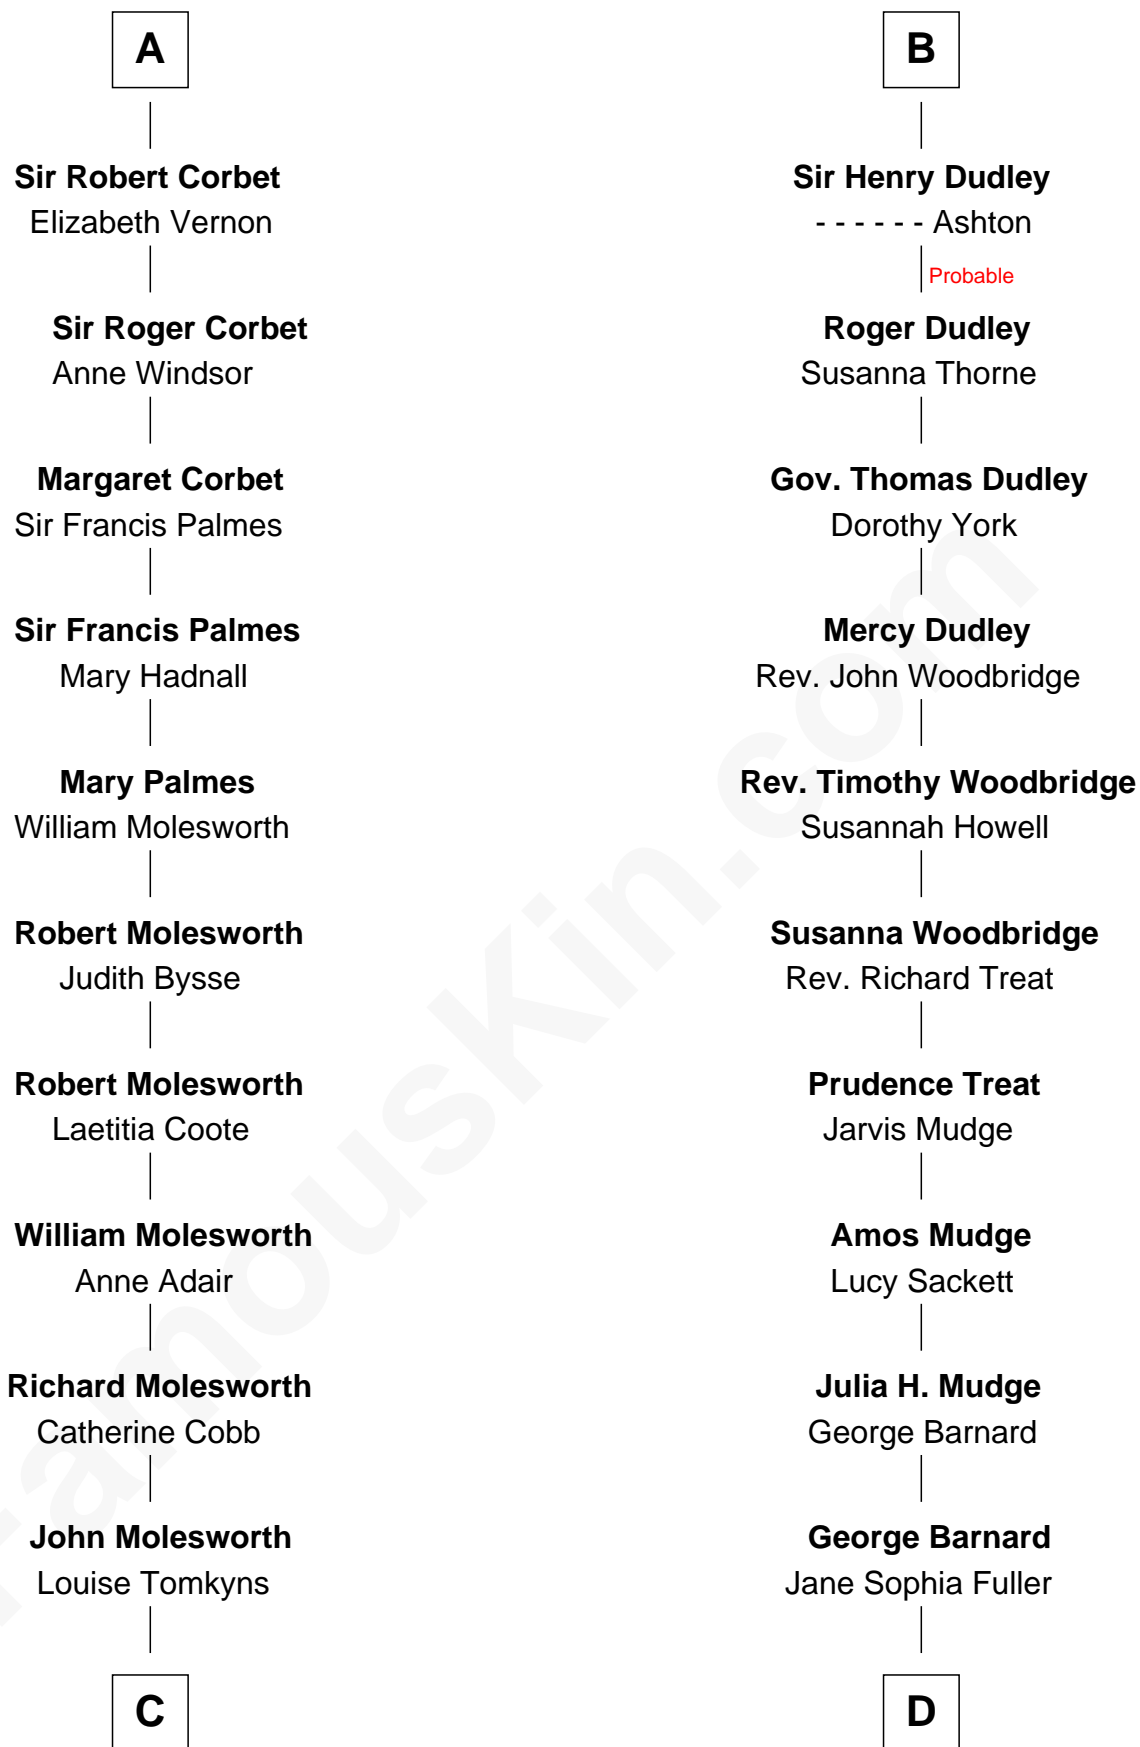 A
Sir Robert Corbet
Elizabeth Vernon
Sir Roger Corbet
Anne Windsor
Margaret Corbet
Sir Francis Palmes
Sir Francis Palmes
Mary Hadnall
Mary Palmes
William Molesworth
Robert Molesworth
Judith Bysse
Robert Molesworth
Laetitia Coote
William Molesworth
Anne Adair
Richard Molesworth
Catherine Cobb
John Molesworth
Louise Tomkyns
C
B
Sir Henry Dudley
- - - - - - Ashton
Probable
Roger Dudley
Susanna Thorne
Gov. Thomas Dudley
Dorothy York
Mercy Dudley
Rev. John Woodbridge
Rev. Timothy Woodbridge
Susannah Howell
Susanna Woodbridge
Rev. Richard Treat
Prudence Treat
Jarvis Mudge
Amos Mudge
Lucy Sackett
Julia H. Mudge
George Barnard
George Barnard
Jane Sophia Fuller
D
FamousKin.com